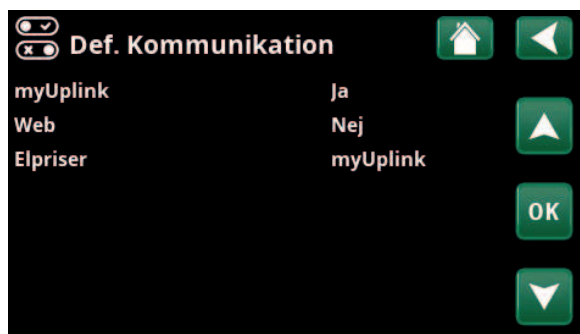 Def. Kommunikation
myUplink Ja
Web Nej
Elpriser myUplink
OK